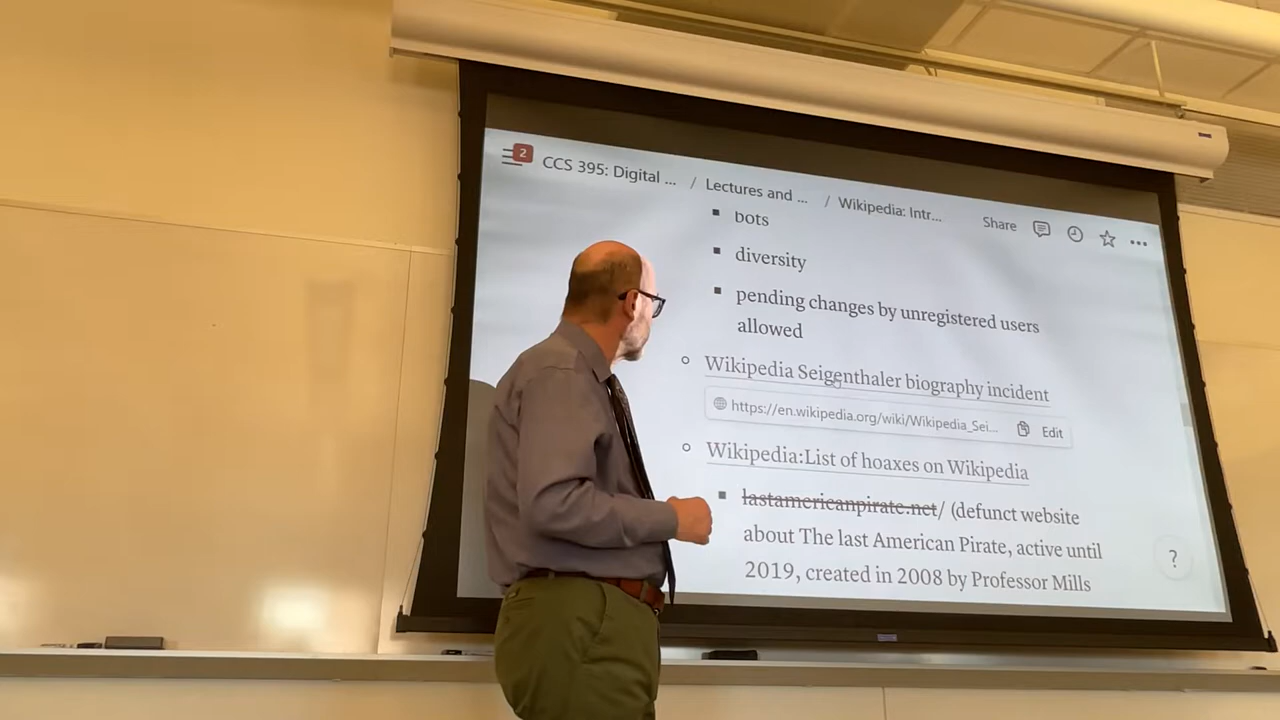 2
CCS 395: Digital ... / Lectures and ... / Wikipedia: Intr... Share
bots
diversity
pending changes by unregistered users
allowed
Wikipedia Seigenthaler biography incident
https://en.wikipedia.org/wiki/Wikipedia_Sei... Edit
Wikipedia:List of hoaxes on Wikipedia
lastamericanpirate.net/ (defunct website
about The last American Pirate, active until
2019, created in 2008 by Professor Mills
?